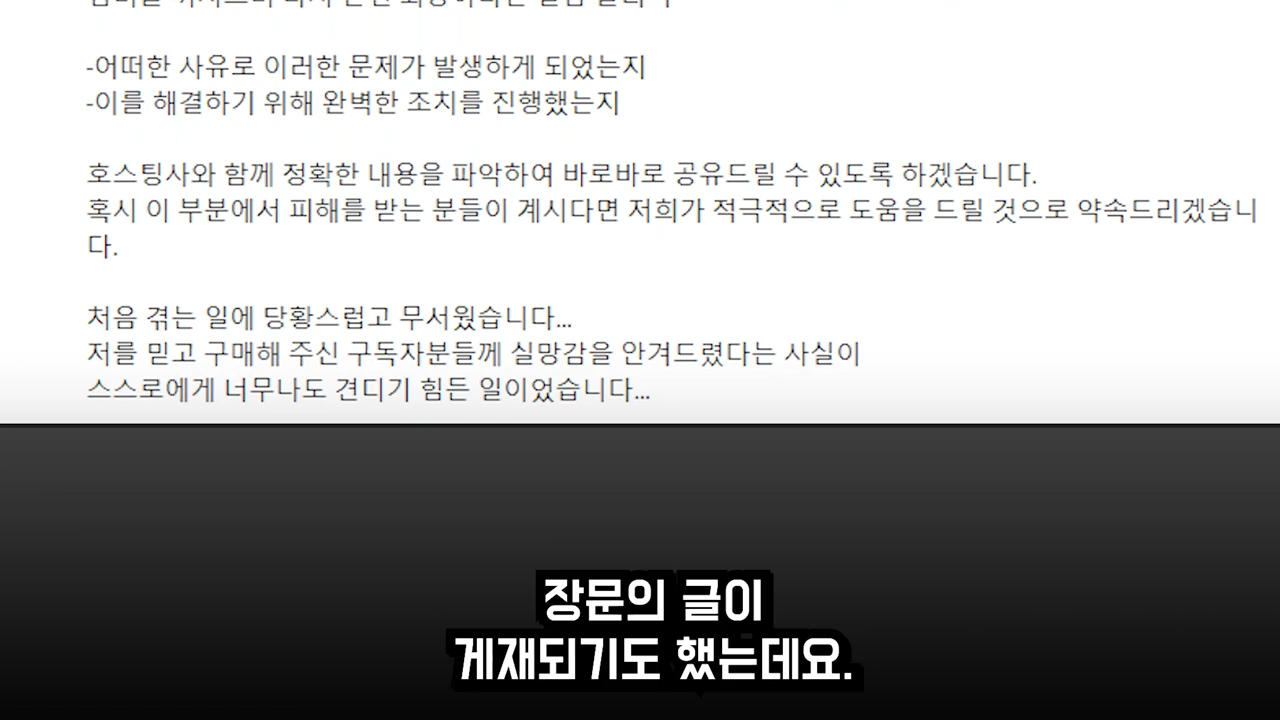 -어떠한 사유로 이러한 문제가 발생하게 되었는지
-이를 해결하기 위해 완벽한 조치를 진행했는지
호스팅사와 함께 정확한 내용을 파악하여 바로바로 공유드릴 수 있도록 하겠습니다.
혹시 이 부분에서 피해를 받는 분들이 계시다면 저희가 적극적으로 도움을 드릴 것으로 약속드리겠습니
다.
처음 겪는 일에 당황스럽고 무서웠습니다...
저를 믿고 구매해 주신 구독자분들께 실망감을 안겨드렸다는 사실이
스스로에게 너무나도 견디기 힘든 일이었습니다...
장문의 글이
게재되기도 했는데요.